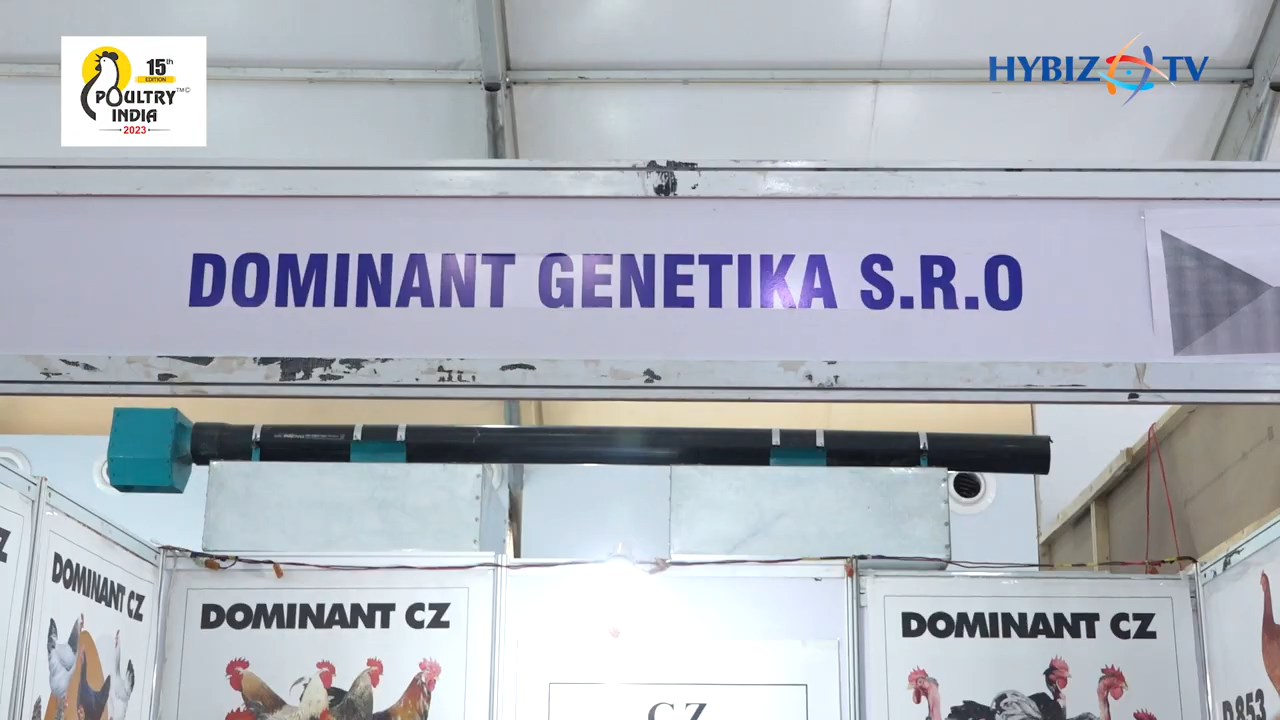 15th
EDITION
POULTRY
INDIA
2023
HYBIZ TV
DOMINANT GENETIKA S.R.O
Z
DOMINANT CZ
DOMINANT CZ
CZ
DOMINANT CZ
D853